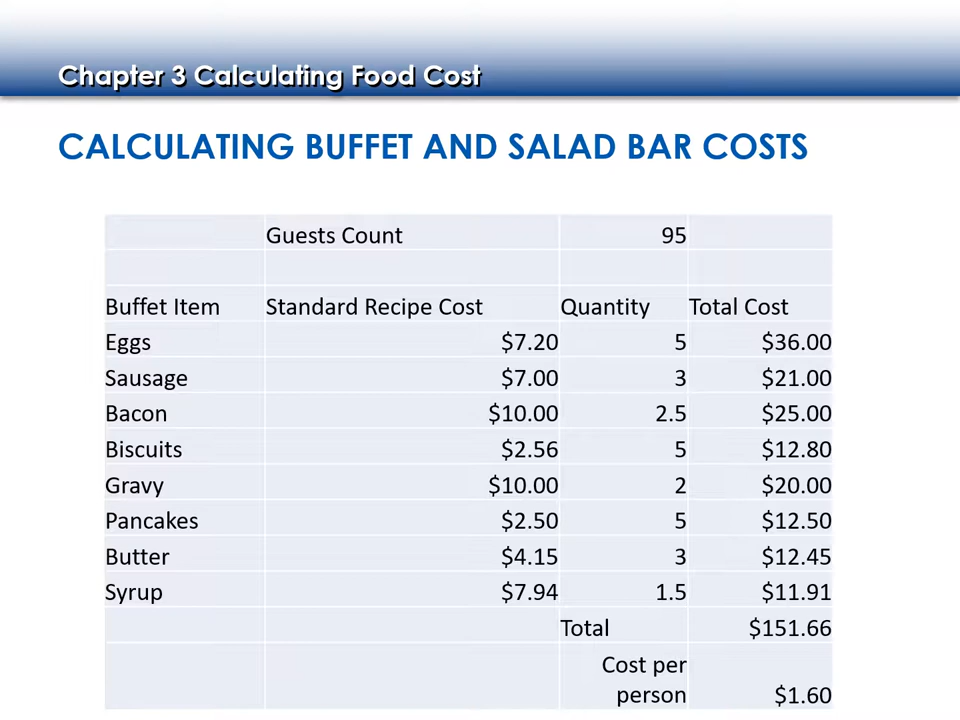 Chapter 3 Calculating Food Cost
CALCULATING BUFFET AND SALAD BAR COSTS
Guests Count 95
Buffet Item Standard Recipe Cost Quantity Total Cost
Eggs $7.20 5 $36.00
Sausage $7.00 3 $21.00
Bacon $10.00 2.5 $25.00
Biscuits $2.56 5 $12.80
Gravy $10.00 2 $20.00
Pancakes $2.50 5 $12.50
Butter $4.15 3 $12.45
Syrup $7.94 1.5 $11.91
Total $151.66
Cost per
person $1.60